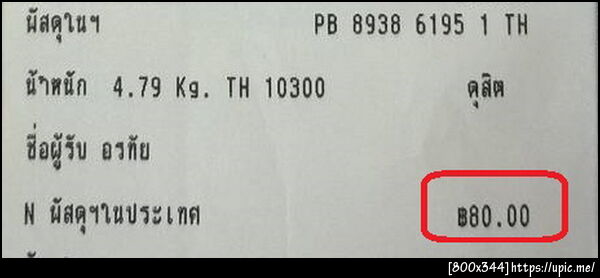 ผัสดุในฯ PB 8938 6195 1 TH
น้ำหนัก 4.79 Kg. TH 10300 ดุสิต
ชื่อผู้รับ อรทัย
N ผัสดุฯในประเทศ ฿80.00
[800x344]https://upic.me/